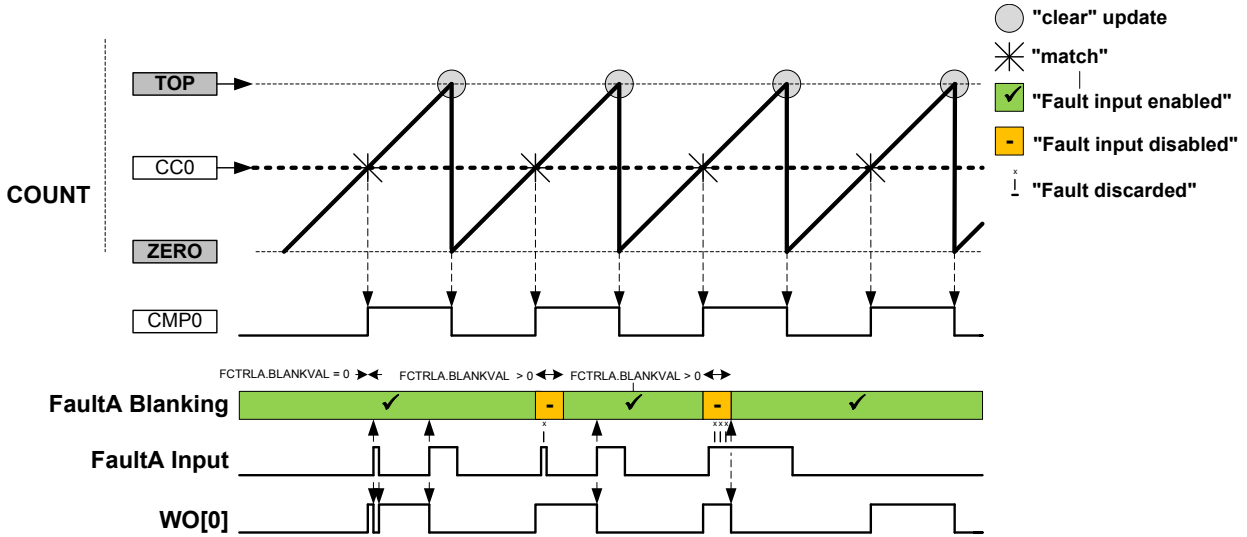 "clear" update
"match"
"Fault input enabled"
"Fault input disabled"
"Fault discarded"
TOP
CC0
COUNT
ZERO
CMP0
FCTRLA.BLANKVAL = 0
FCTRLA.BLANKVAL > 0
FCTRLA.BLANKVAL > 0
FaultA Blanking
- -
x
x x x
x
FaultA Input
WO[0]